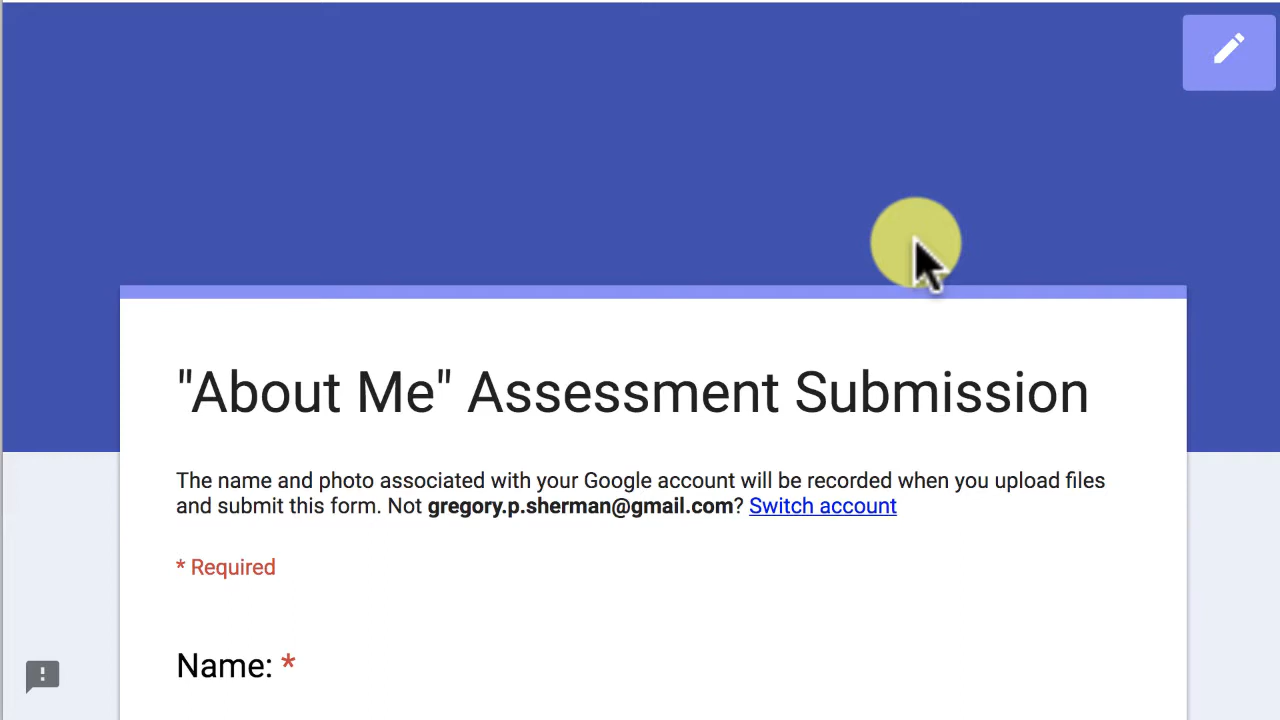 "About Me" Assessment Submission
The name and photo associated with your Google account will be recorded when you upload files
and submit this form. Not gregory.p.sherman@gmail.com? Switch account
* Required
Name: *